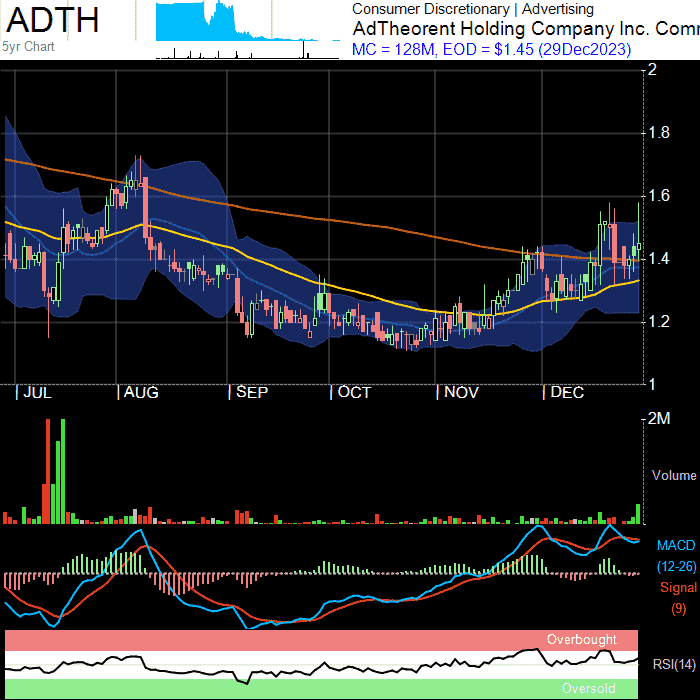 ADTH
5yr Chart
Consumer Discretionary | Advertising
AdTheorent Holding Company Inc. Comm
MC = 128M, EOD = $1.45 (29Dec2023)
2
1.8
1.6
1.4
1.2
1
JUL AUG SEP OCT NOV DEC
2M
Volume
MACD
(12-26)
Signal
(9)
Overbought
RSI(14)
Oversold